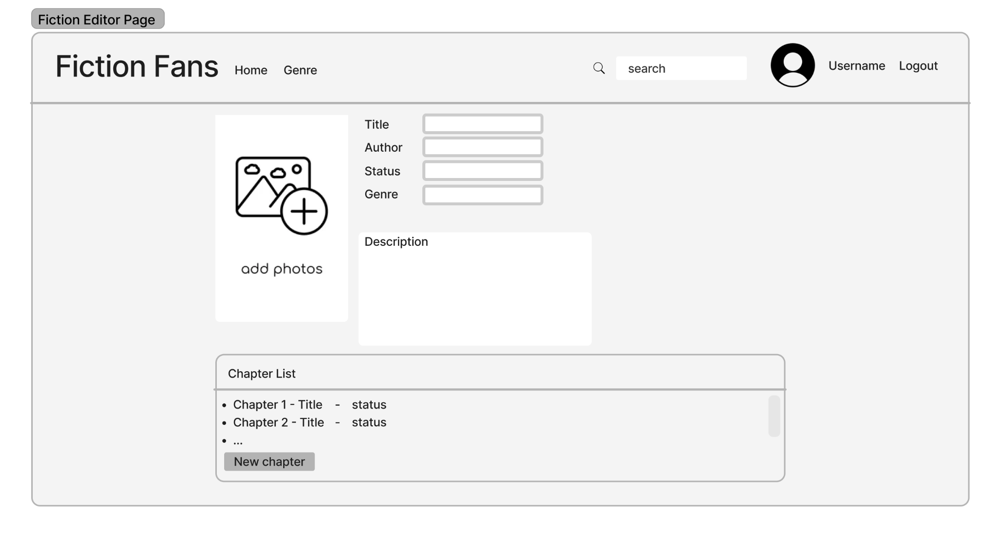 Fiction Editor Page
Fiction Fans Home Genre search Username Logout
Title
Author
Status
Genre
add photos
Description
Chapter List
• Chapter 1 - Title - status
• Chapter 2 - Title - status
• ...
New chapter